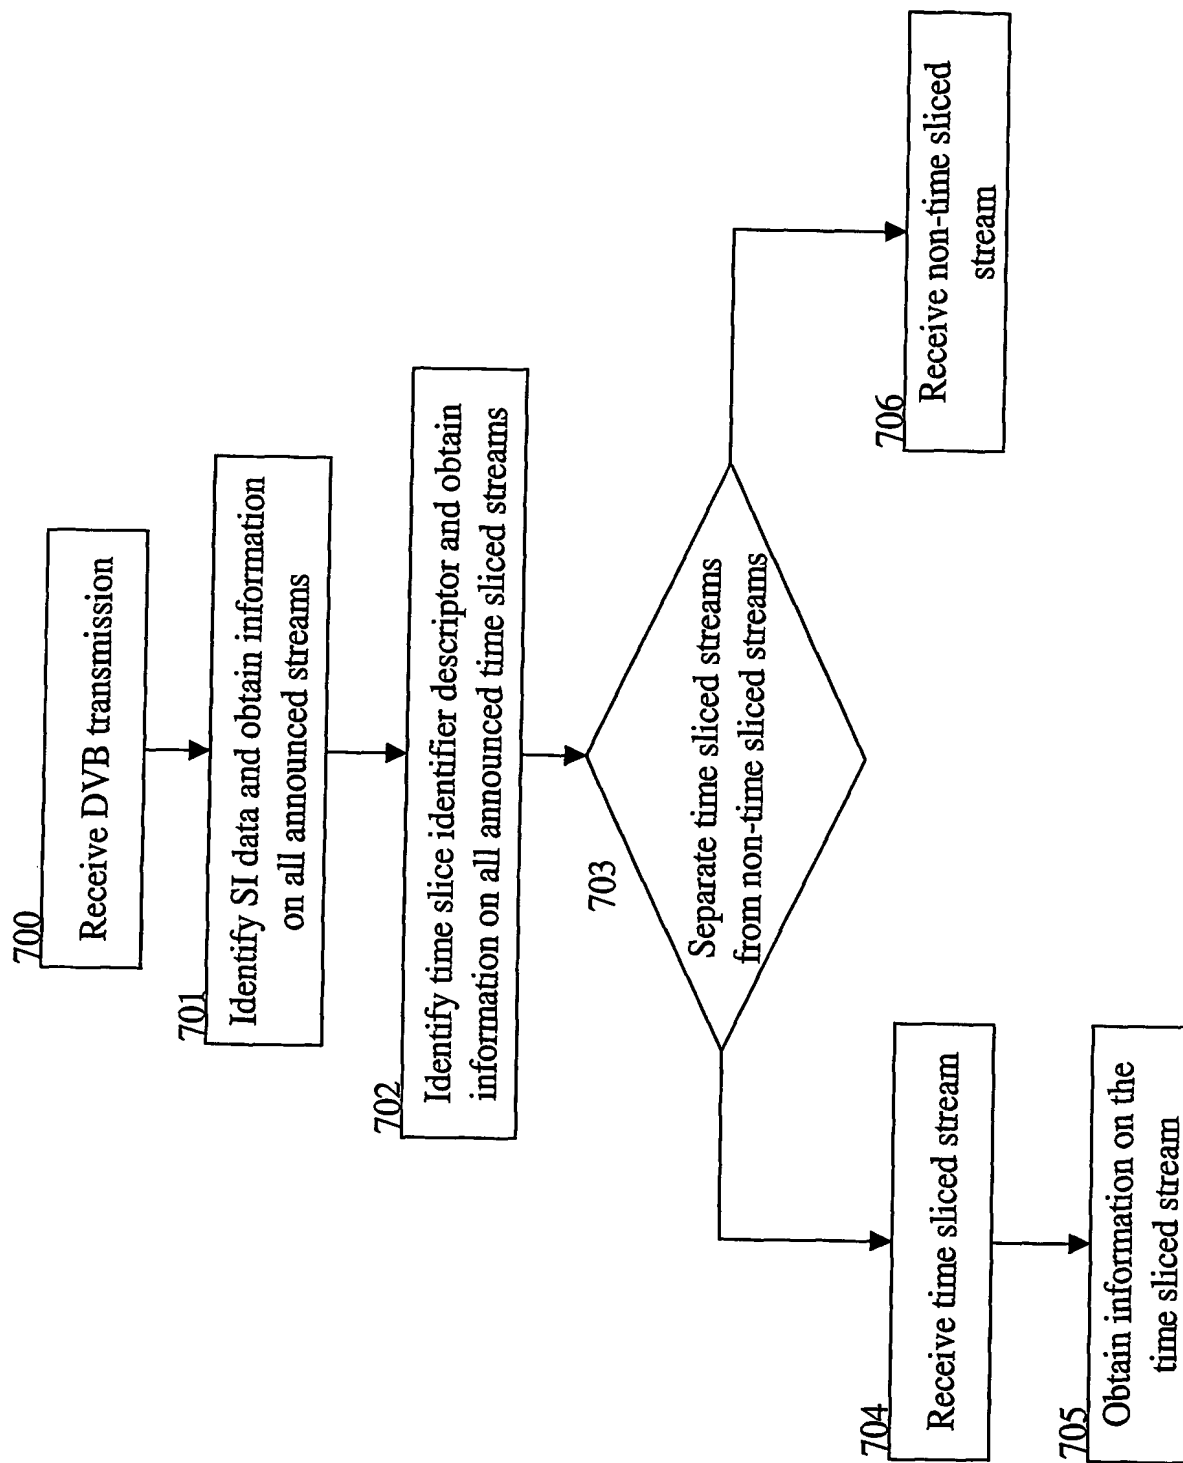 700
Receive DVB transmission
701
Identify SI data and obtain information
on all announced streams
702
Identify time slice identifier descriptor and obtain
information on all announced time sliced streams
703
Separate time sliced streams
from non-time sliced streams
704
Receive time sliced stream
705
Obtain information on the
time sliced stream
706
Receive non-time sliced
stream